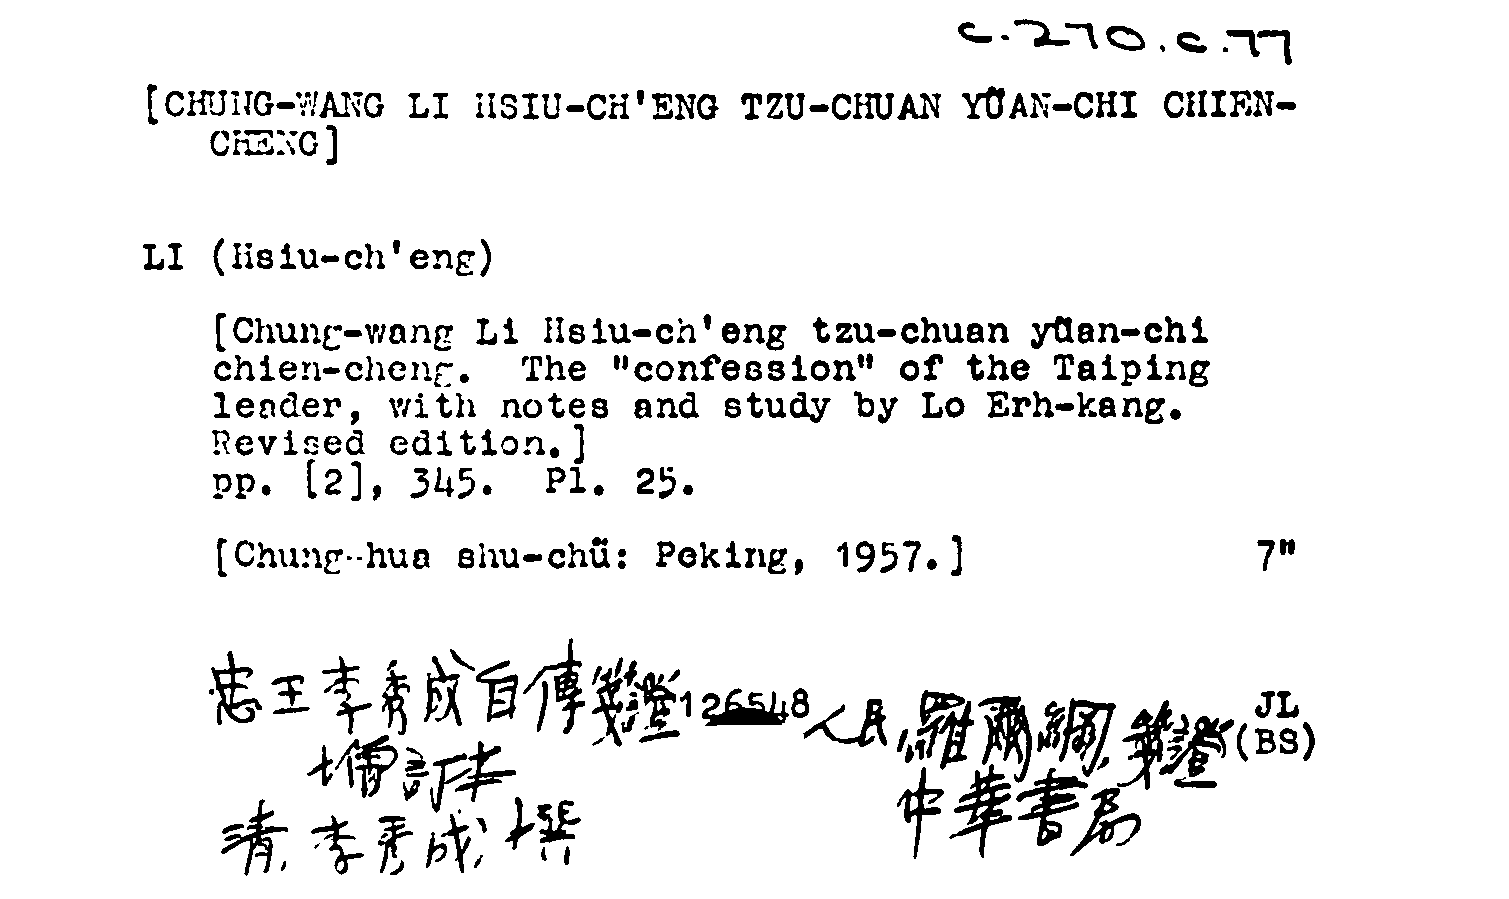 c.270.c.77
[CHUNG-WANG LI HSIU-CH'ENG TZU-CHUAN YÜAN-CHI CHIEN-
CHENG]
LI (Hsiu-ch'eng)
[Chung-wang Li Hsiu-ch'eng tzu-chuan yüan-chi
chien-cheng. The "confession" of the Taiping
leader, with notes and study by Lo Erh-kang.
Revised edition.]
pp. [2], 345. Pl. 25.
[Chung-hua shu-chü: Peking, 1957.] 7"
忠王李秀成自傳箋證 126548 人民,羅爾綱,箋證 JL
(BS)
增訂本 中華書局
清,李秀成,撰